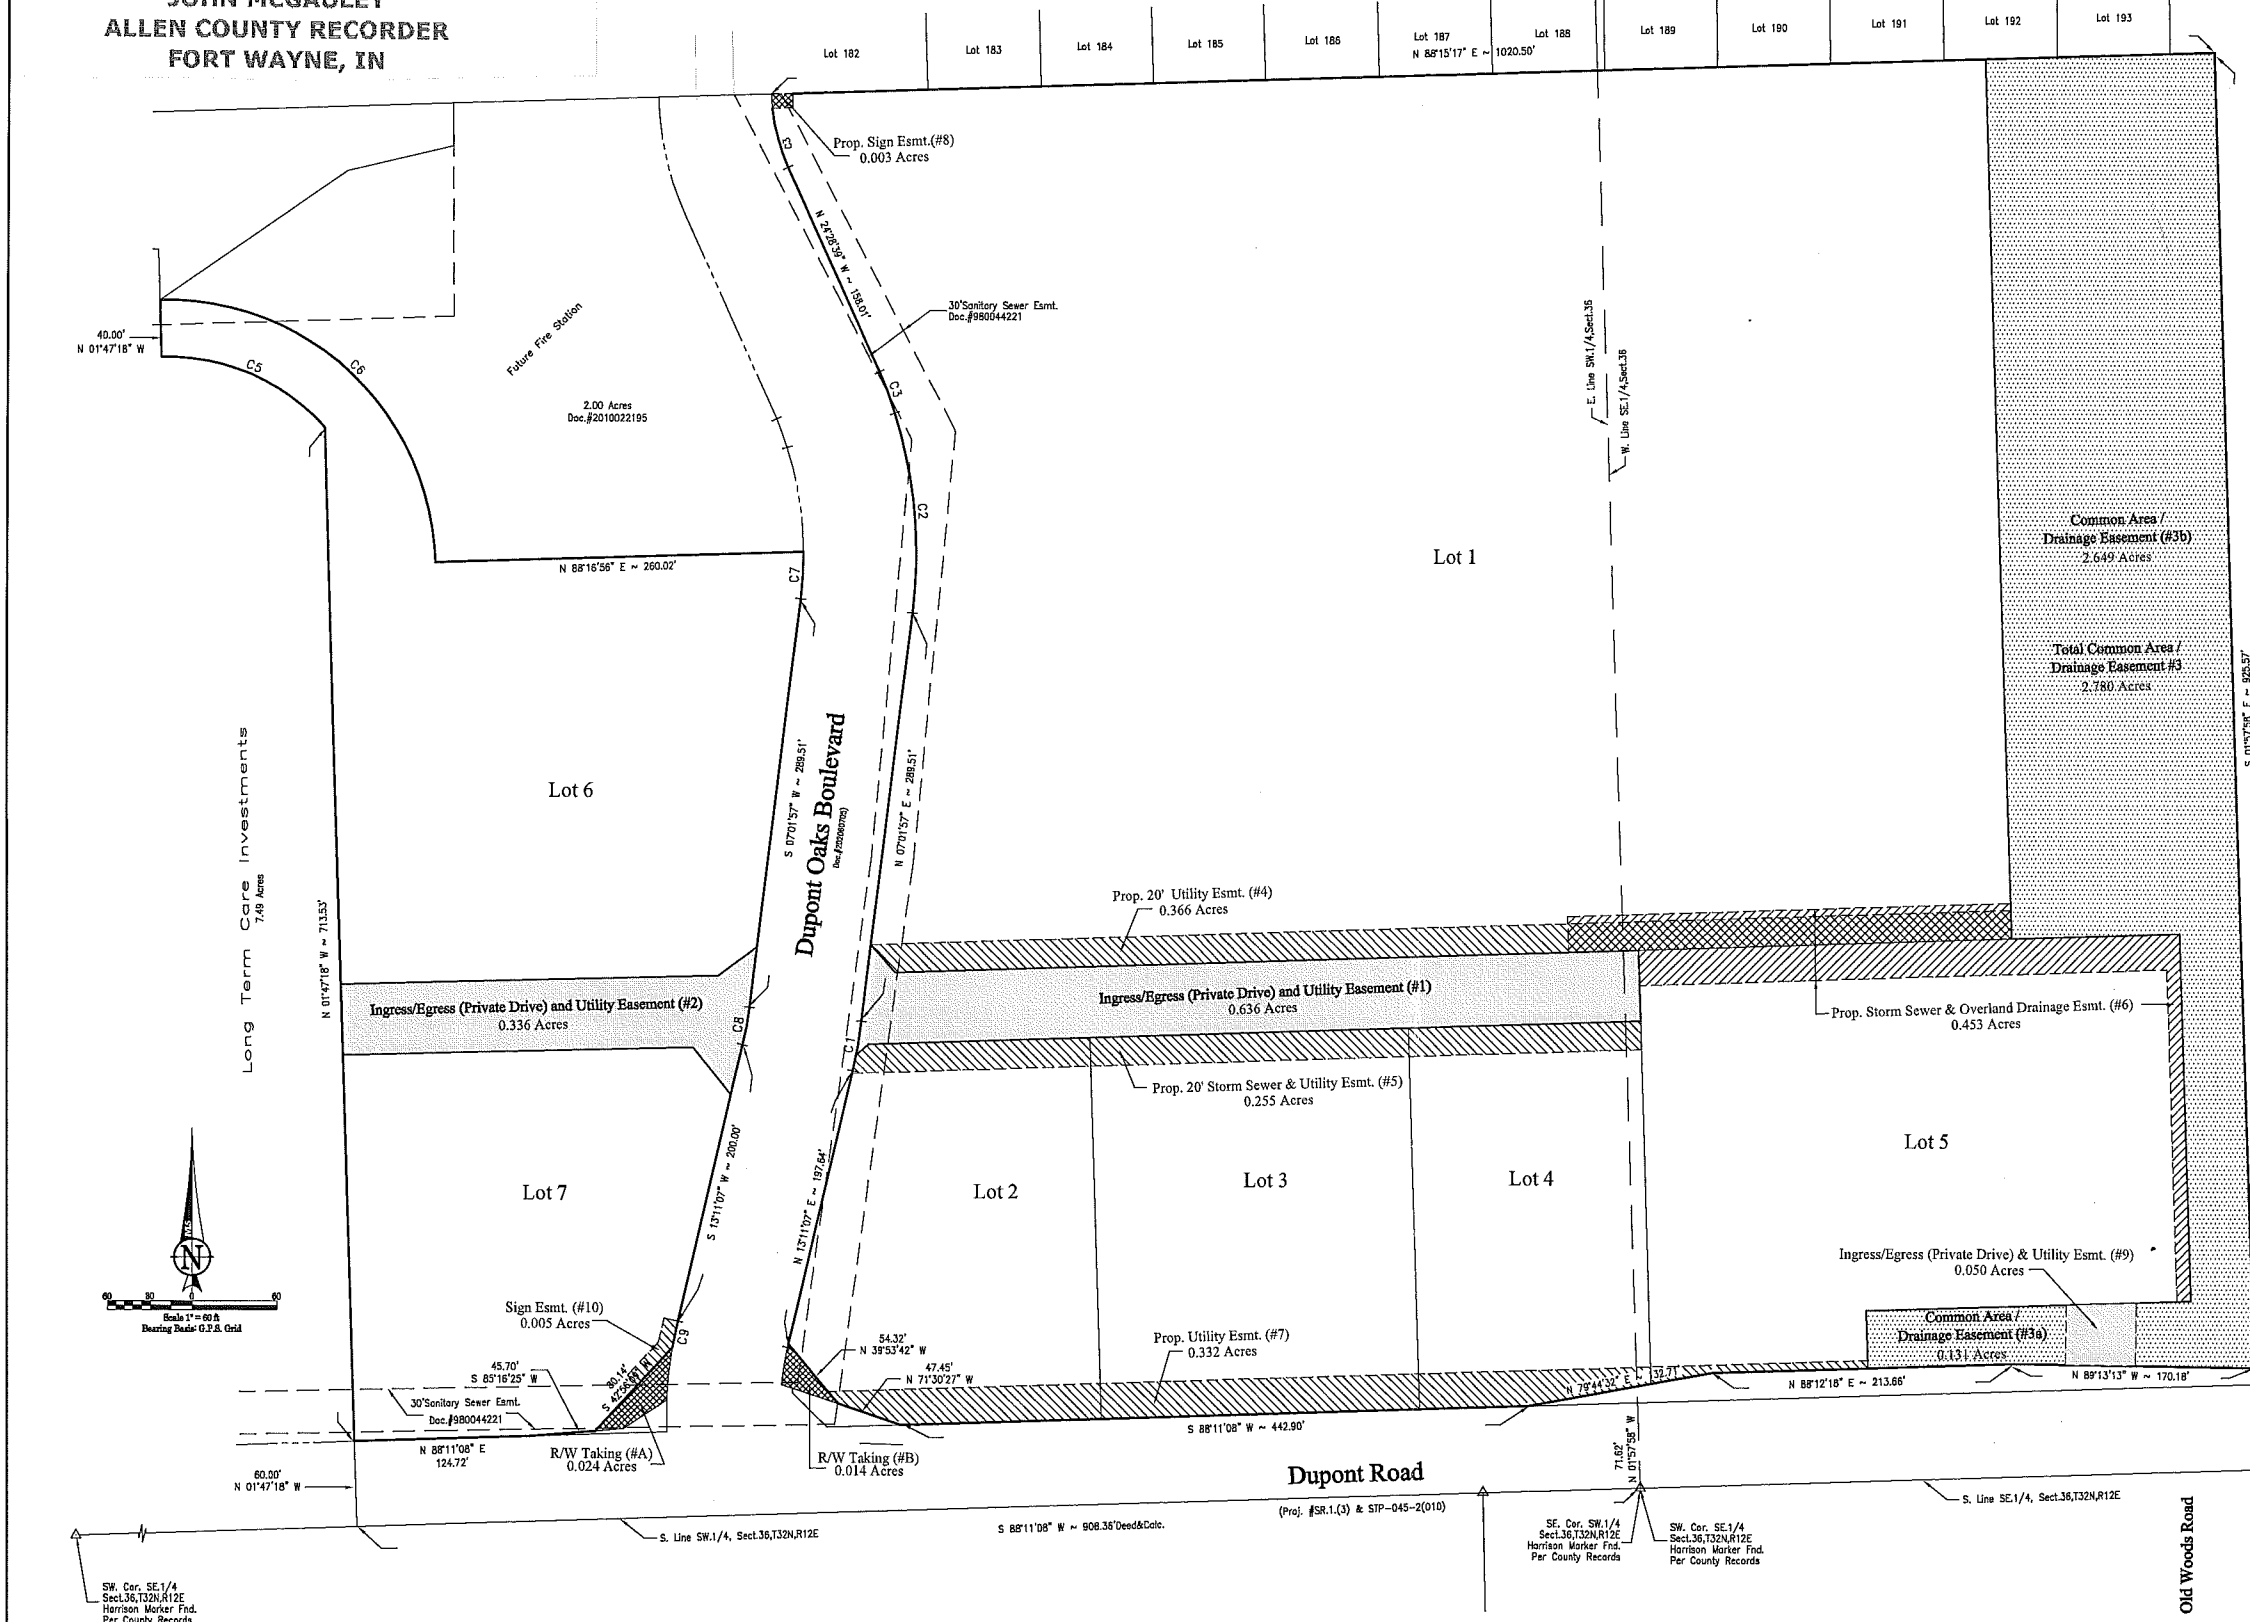 ALLEN COUNTY RECORDER
FORT WAYNE, IN
Lot 182
Lot 183
Lot 184
Lot 185
Lot 186
Lot 187
Lot 188
Lot 189
Lot 190
Lot 191
Lot 192
Lot 193
N 88°15'17" E ~ 1020.50'
Prop. Sign Esmt.(#8)
0.003 Acres
N 24°28'39" W ~ 158.01'
30'Sanitary Sewer Esmt.
Doc.#980044221
40.00'
N 01°47'18" W
C5
C6
Future Fire Station
2.00 Acres
Doc.#2010022195
C3
C2
E. Line SW.1/4,Sect.36
W. Line SE.1/4,Sect.36
Lot 1
Common Area /
Drainage Easement (#3b)
2.649 Acres
Total Common Area /
Drainage Easement #3
2.780 Acres
S 01°57'58" E ~ 925.57'
N 88°16'56" E ~ 260.02'
C7
Long Term Care Investments
7.49 Acres
N 01°47'18" W ~ 713.53'
Lot 6
S 07°01'57" W ~ 289.51'
Dupont Oaks Boulevard
N 07°01'57" E ~ 289.51'
Prop. 20' Utility Esmt. (#4)
0.366 Acres
Ingress/Egress (Private Drive) and Utility Easement (#2)
0.336 Acres
C8
C1
Ingress/Egress (Private Drive) and Utility Easement (#1)
0.636 Acres
Prop. Storm Sewer & Overland Drainage Esmt. (#6)
0.453 Acres
Prop. 20' Storm Sewer & Utility Esmt. (#5)
0.255 Acres
Lot 7
S 13°11'07" W ~ 200.00'
N 13°11'07" E ~ 197.64'
Lot 2
Lot 3
Lot 4
Lot 5
N
60
30
0
60
Scale 1" = 60 ft
Bearing Basis: G.P.S. Grid
Ingress/Egress (Private Drive) & Utility Esmt. (#9)
0.050 Acres
Common Area /
Drainage Easement (#3a)
0.131 Acres
Sign Esmt. (#10)
0.005 Acres
C9
45.70'
S 85°16'25" W
80.14'
54.32'
N 39°53'42" W
47.45'
N 71°30'27" W
Prop. Utility Esmt. (#7)
0.332 Acres
30'Sanitary Sewer Esmt.
Doc.#980044221
N 88°11'08" E
124.72'
R/W Taking (#A)
0.024 Acres
R/W Taking (#B)
0.014 Acres
S 88°11'08" W ~ 442.90'
N 79°44'32" E ~ 132.71'
N 88°12'18" E ~ 213.66'
N 89°13'13" W ~ 170.18'
60.00'
N 01°47'18" W
71.62'
N 01°57'58" W
Dupont Road
(Proj. #SR.1.(3) & STP-045-2(010)
S 88°11'08" W ~ 908.36'Deed&Calc.
S. Line SW.1/4, Sect.36,T32N,R12E
S. Line SE.1/4, Sect.36,T32N,R12E
SE. Cor. SW.1/4
Sect.36,T32N,R12E
Harrison Marker Fnd.
Per County Records
SW. Cor. SE.1/4
Sect.36,T32N,R12E
Harrison Marker Fnd.
Per County Records
SW. Cor. SE.1/4
Sect.36,T32N,R12E
Harrison Marker Fnd.
Per County Records
Old Woods Road